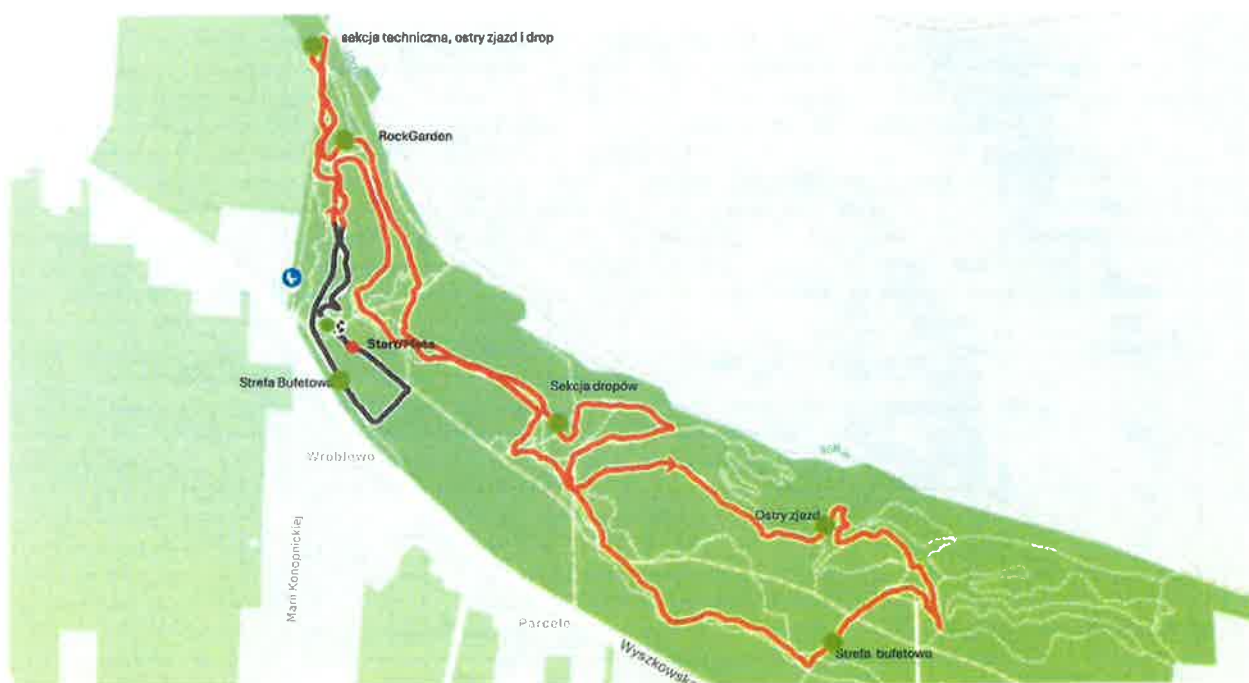 sekcja techniczna, ostry zjazd i drop
RockGarden
Start/Meta
Strefa Bufetowa
Sekcja dropów
Wróblewo
Ostry zjazd
Marii Konopnickiej
Parcele
Strefa bufetowa
Wyszkowska